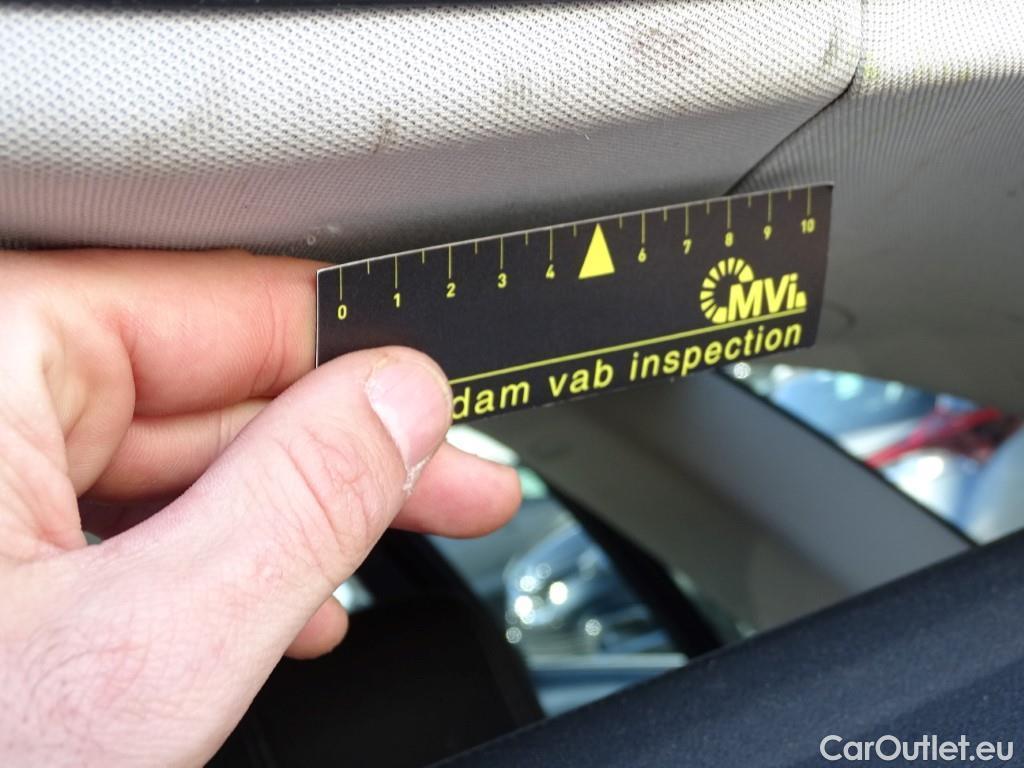 0 1 2 3 4 6 7 8 9 10
MVi
dam vab inspection
CarOutlet.eu